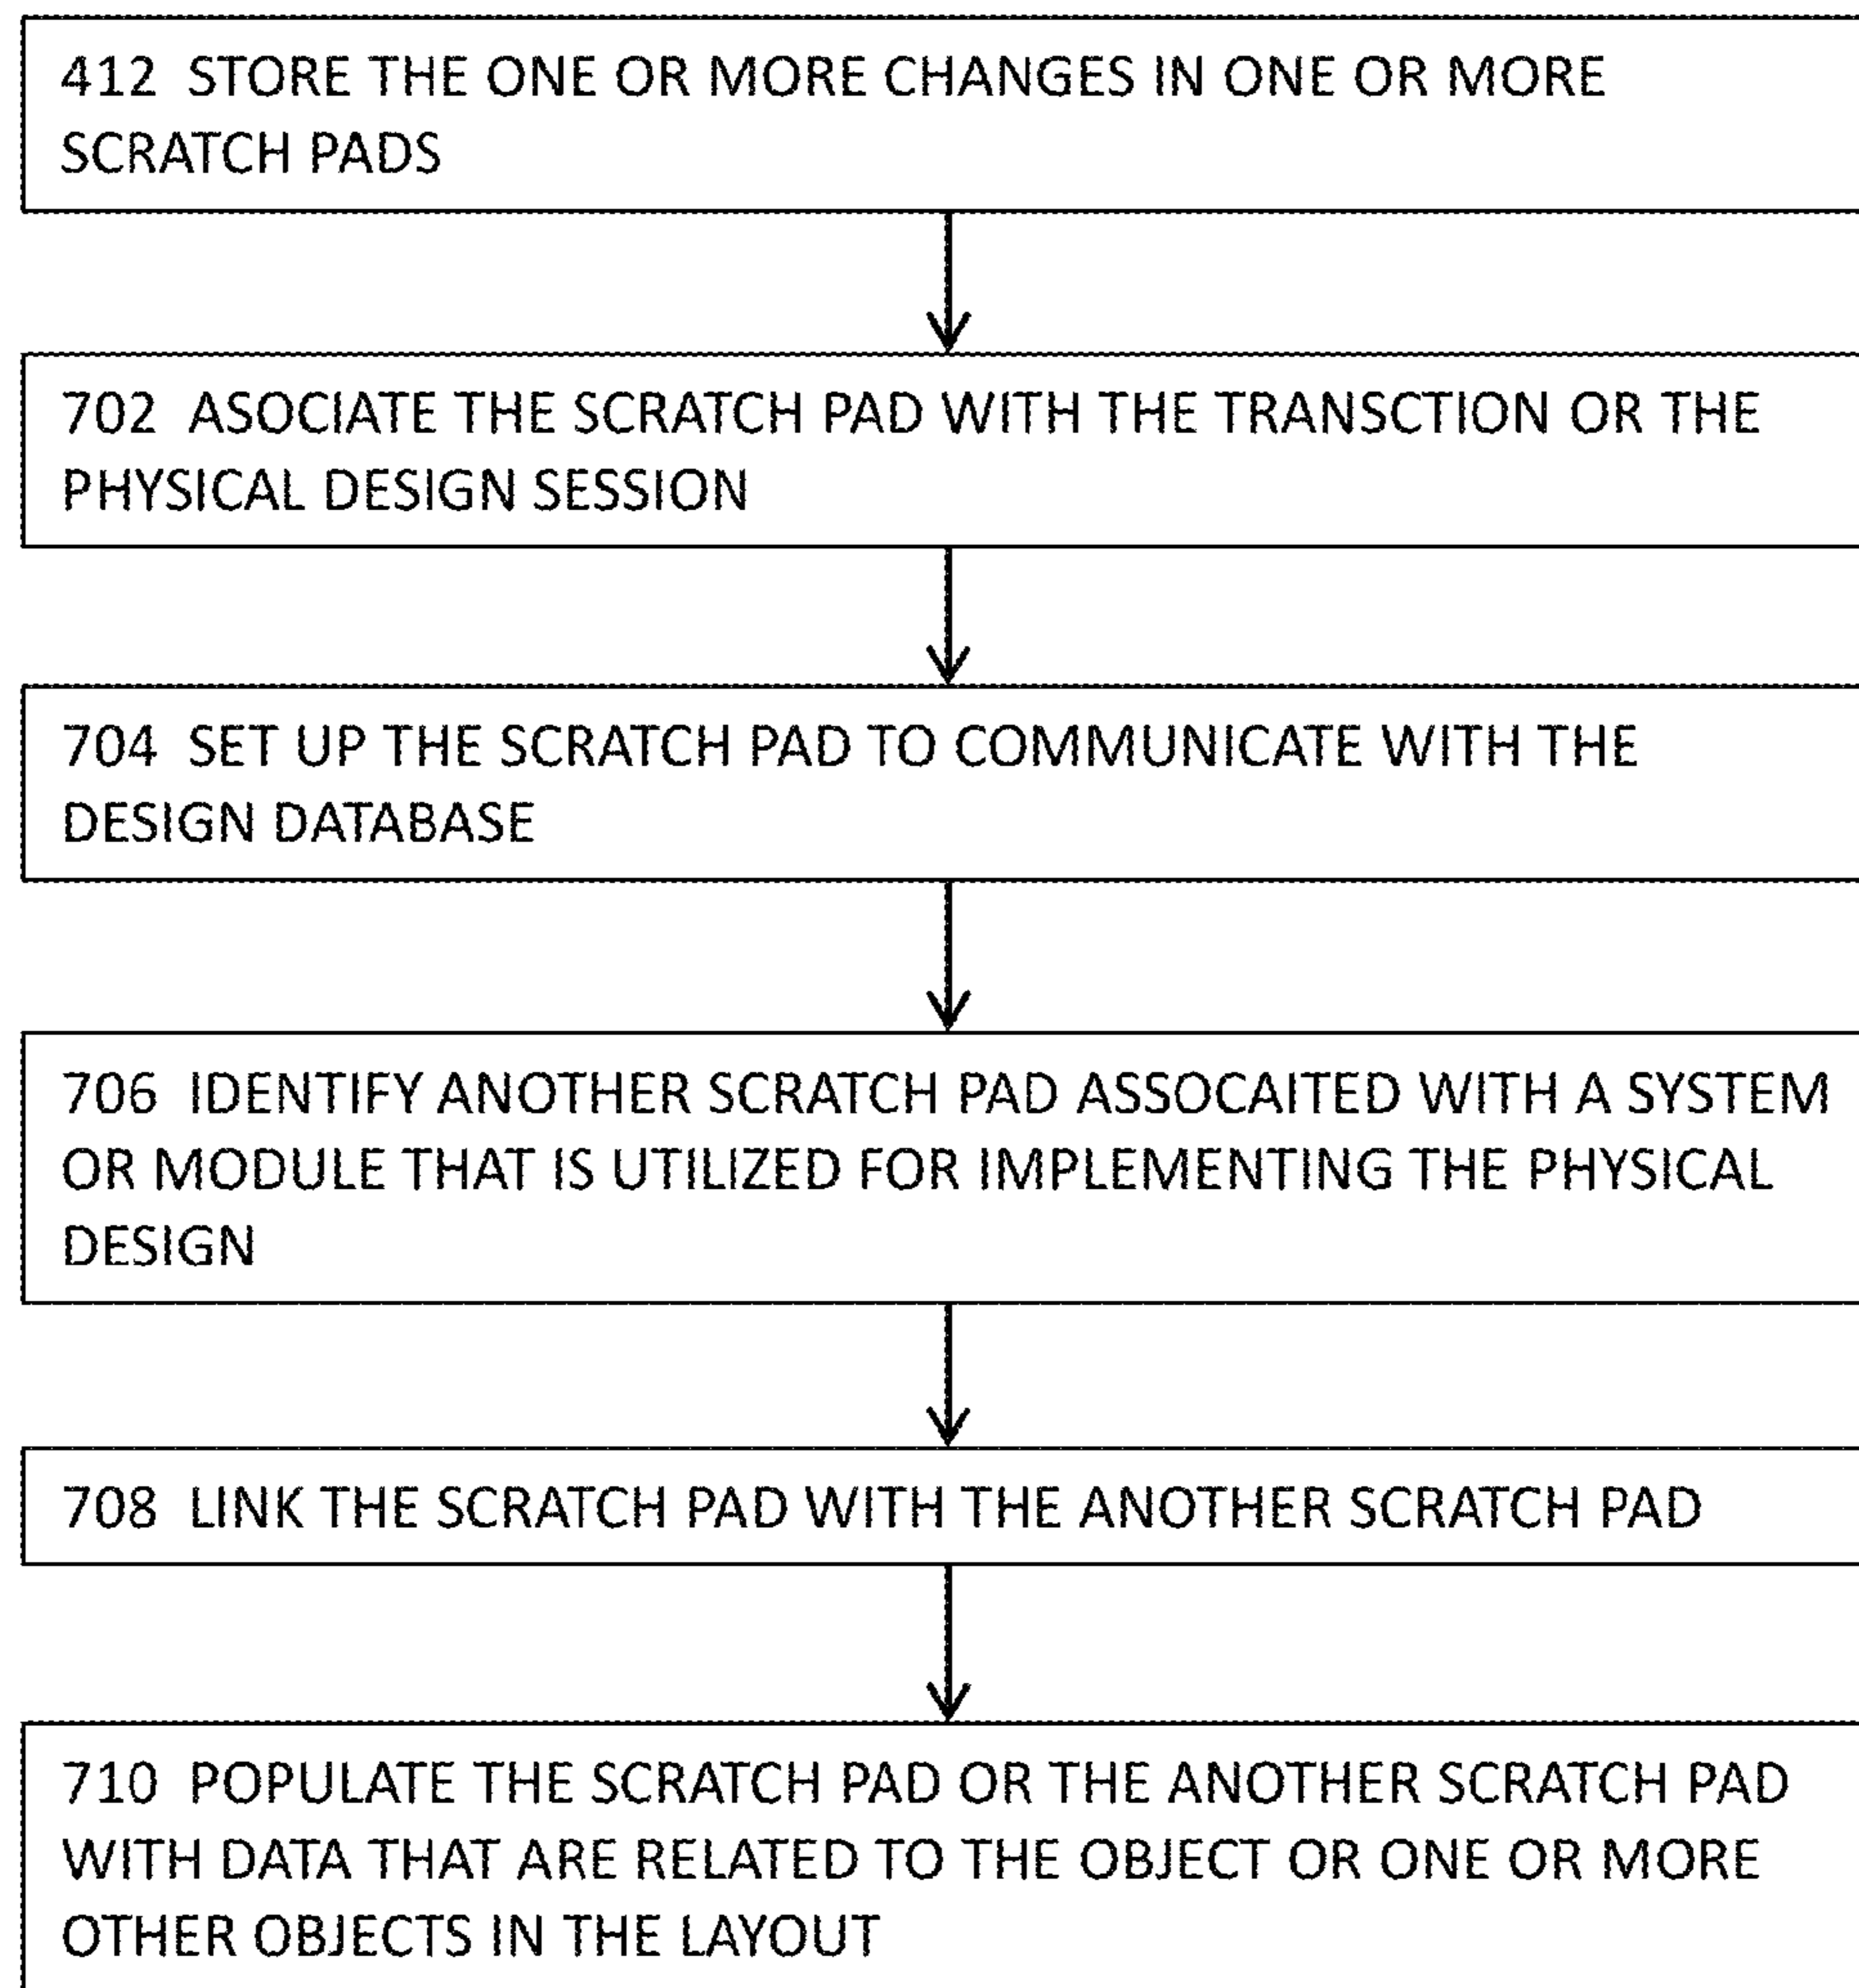 412 STORE THE ONE OR MORE CHANGES IN ONE OR MORE
SCRATCH PADS
702 ASOCIATE THE SCRATCH PAD WITH THE TRANSCTION OR THE
PHYSICAL DESIGN SESSION
704 SET UP THE SCRATCH PAD TO COMMUNICATE WITH THE
DESIGN DATABASE
706 IDENTIFY ANOTHER SCRATCH PAD ASSOCAITED WITH A SYSTEM
OR MODULE THAT IS UTILIZED FOR IMPLEMENTING THE PHYSICAL
DESIGN
708 LINK THE SCRATCH PAD WITH THE ANOTHER SCRATCH PAD
710 POPULATE THE SCRATCH PAD OR THE ANOTHER SCRATCH PAD
WITH DATA THAT ARE RELATED TO THE OBJECT OR ONE OR MORE
OTHER OBJECTS IN THE LAYOUT